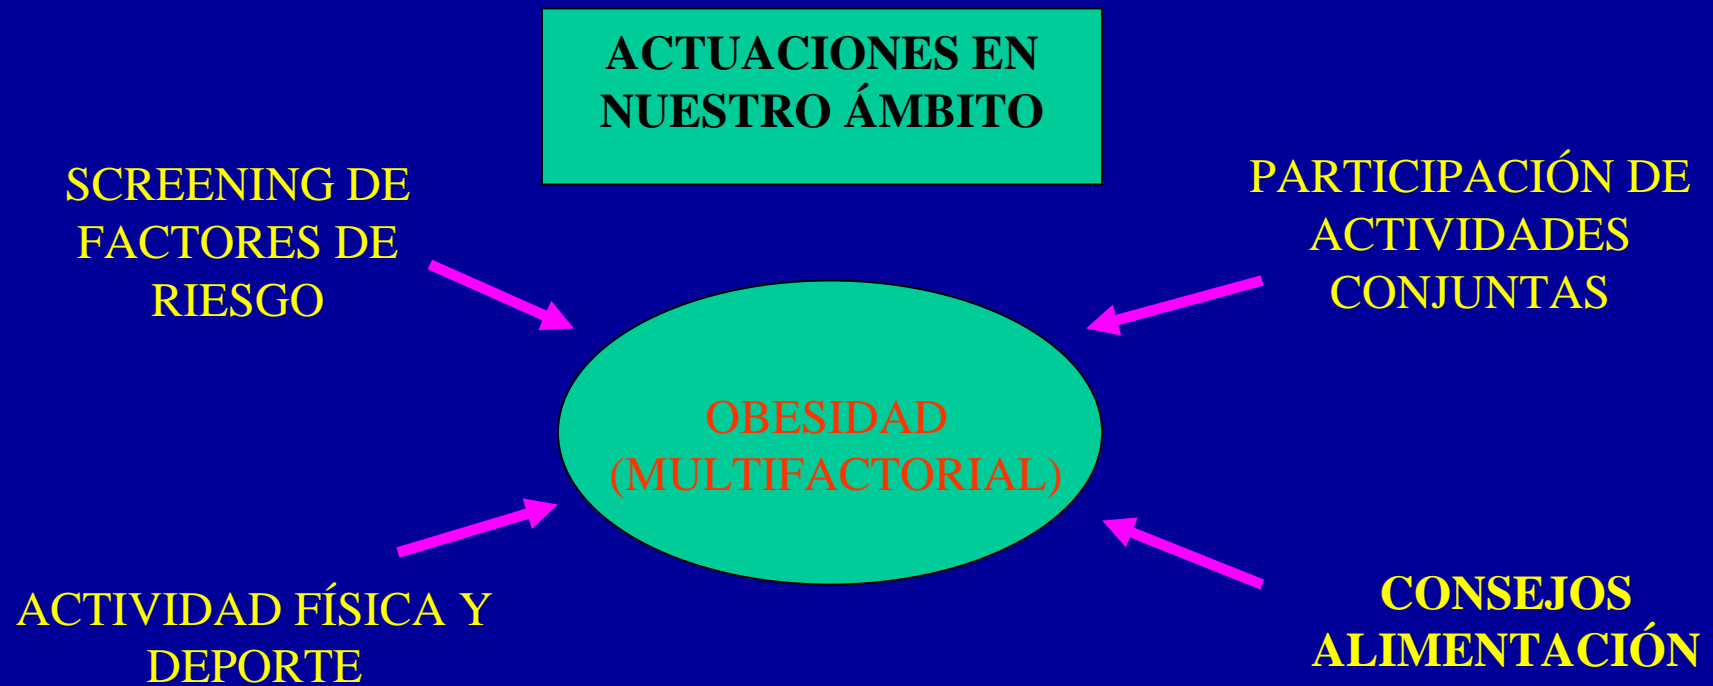 ACTUACIONES EN
NUESTRO ÁMBITO
SCREENING DE
FACTORES DE
RIESGO
PARTICIPACIÓN DE
ACTIVIDADES
CONJUNTAS
OBESIDAD
(MULTIFACTORIAL)
ACTIVIDAD FÍSICA Y
DEPORTE
CONSEJOS
ALIMENTACIÓN